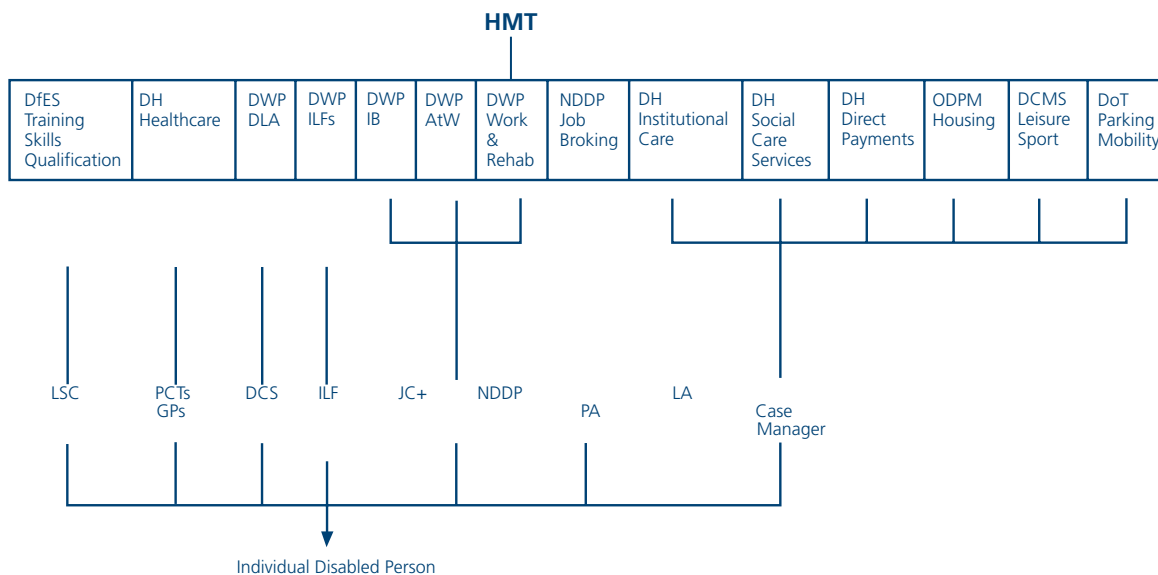 HMT
DfES
Training
Skills
Qualification
DH
Healthcare
DWP
DLA
DWP
ILFs
DWP
IB
DWP
AtW
DWP
Work
&
Rehab
NDDP
Job
Broking
DH
Institutional
Care
DH
Social
Care
Services
DH
Direct
Payments
ODPM
Housing
DCMS
Leisure
Sport
DoT
Parking
Mobility
LSC
PCTs
GPs
DCS
ILF
JC+
NDDP
PA
LA
Case
Manager
Individual Disabled Person